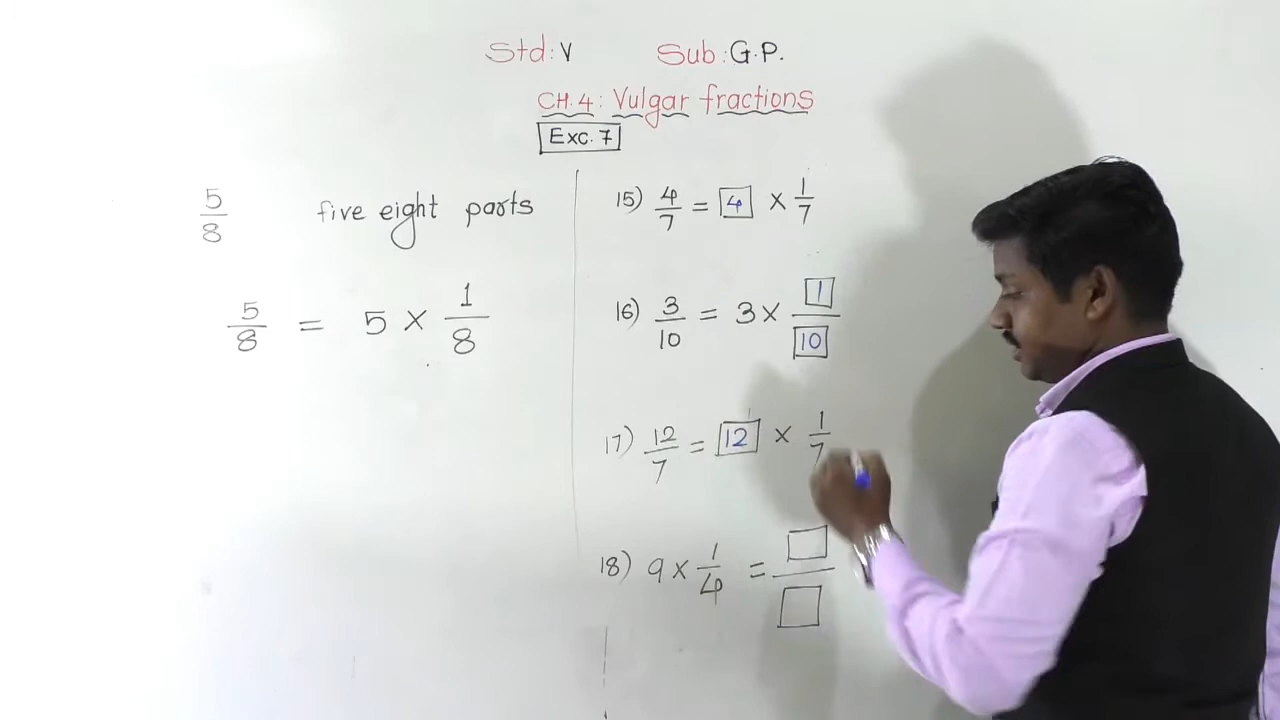 Std: V Sub: G.P.
CH.4: Vulgar fractions
Exc. 7
5/8 five eight parts
5/8 = 5 × 1/8
15) 4/7 = 4 × 1/7
16) 3/10 = 3 × 1/10
17) 12/7 = 12 × 1/7
18) 9 × 1/4 =